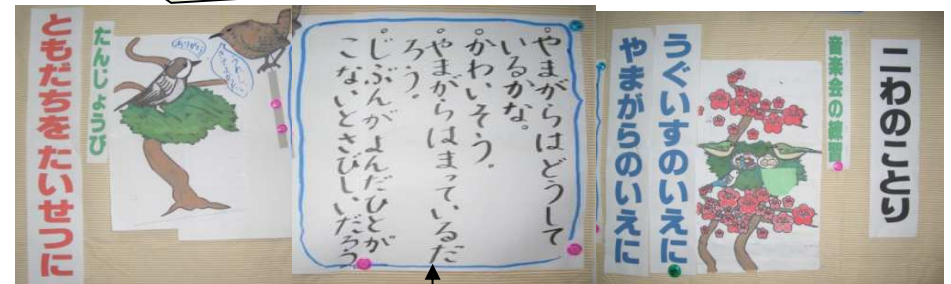 二わのことり
音楽会の練習
うぐいすのいえに
やまがらのいえに
。やまがらはどうして
いるかな。
。かわいそう。
。やまがらはまっているだ
ろう。
。じぶんがよんだひとが
こないとさびしいだろう
たんじょうび
ともだちをたいせつに